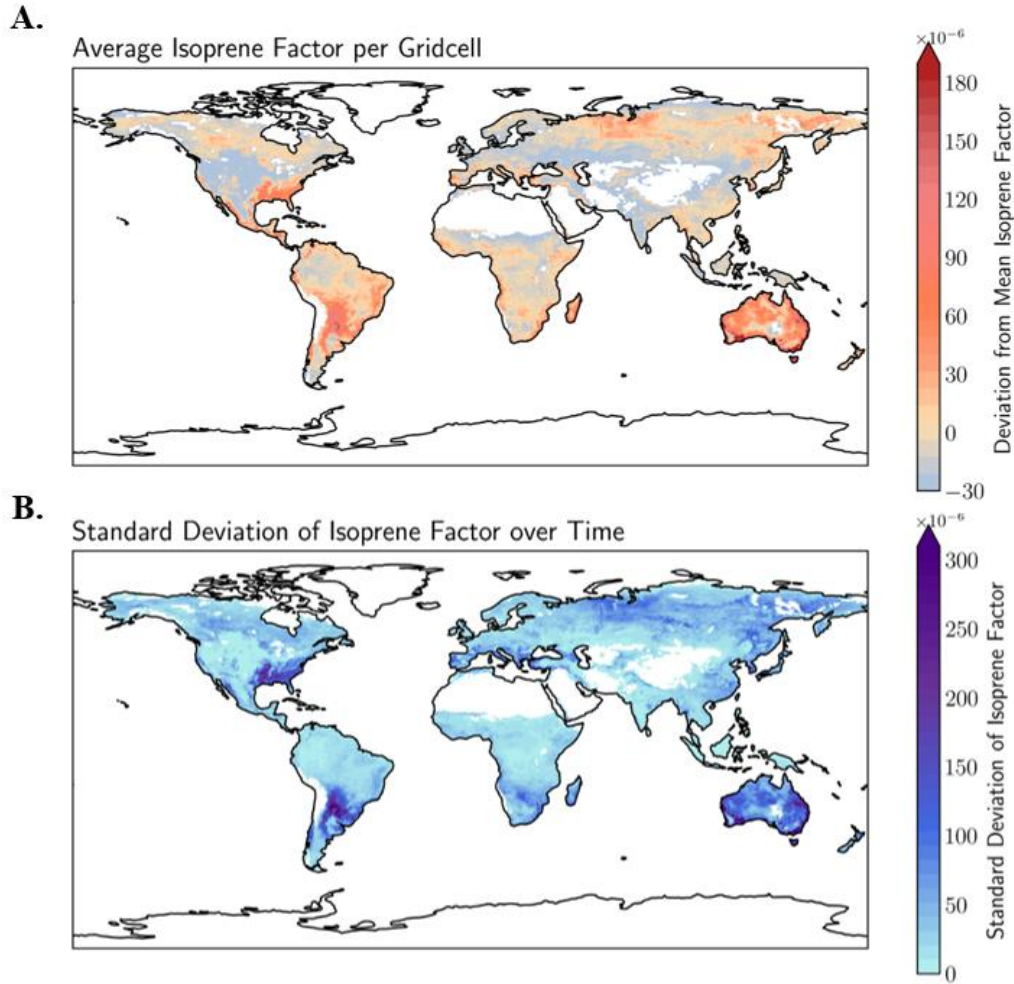 A.
Average Isoprene Factor per Gridcell
×10⁻⁶
180
150
120
90
60
30
0
−30
Deviation from Mean Isoprene Factor
B.
Standard Deviation of Isoprene Factor over Time
×10⁻⁶
300
250
200
150
100
50
0
Standard Deviation of Isoprene Factor